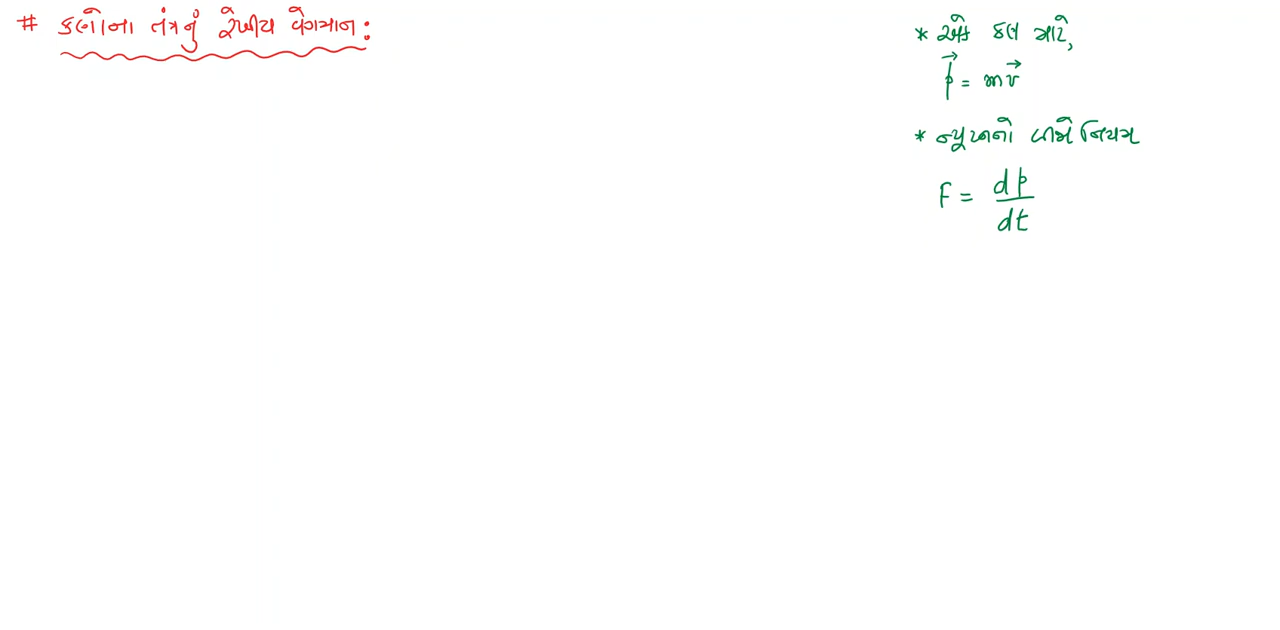 # કણોના તંત્રનું રેખીય વેગમાન :
* એક કણ માટે,
p⃗ = mv⃗
* ન્યુટનનો બીજો નિયમ
F = dp/dt